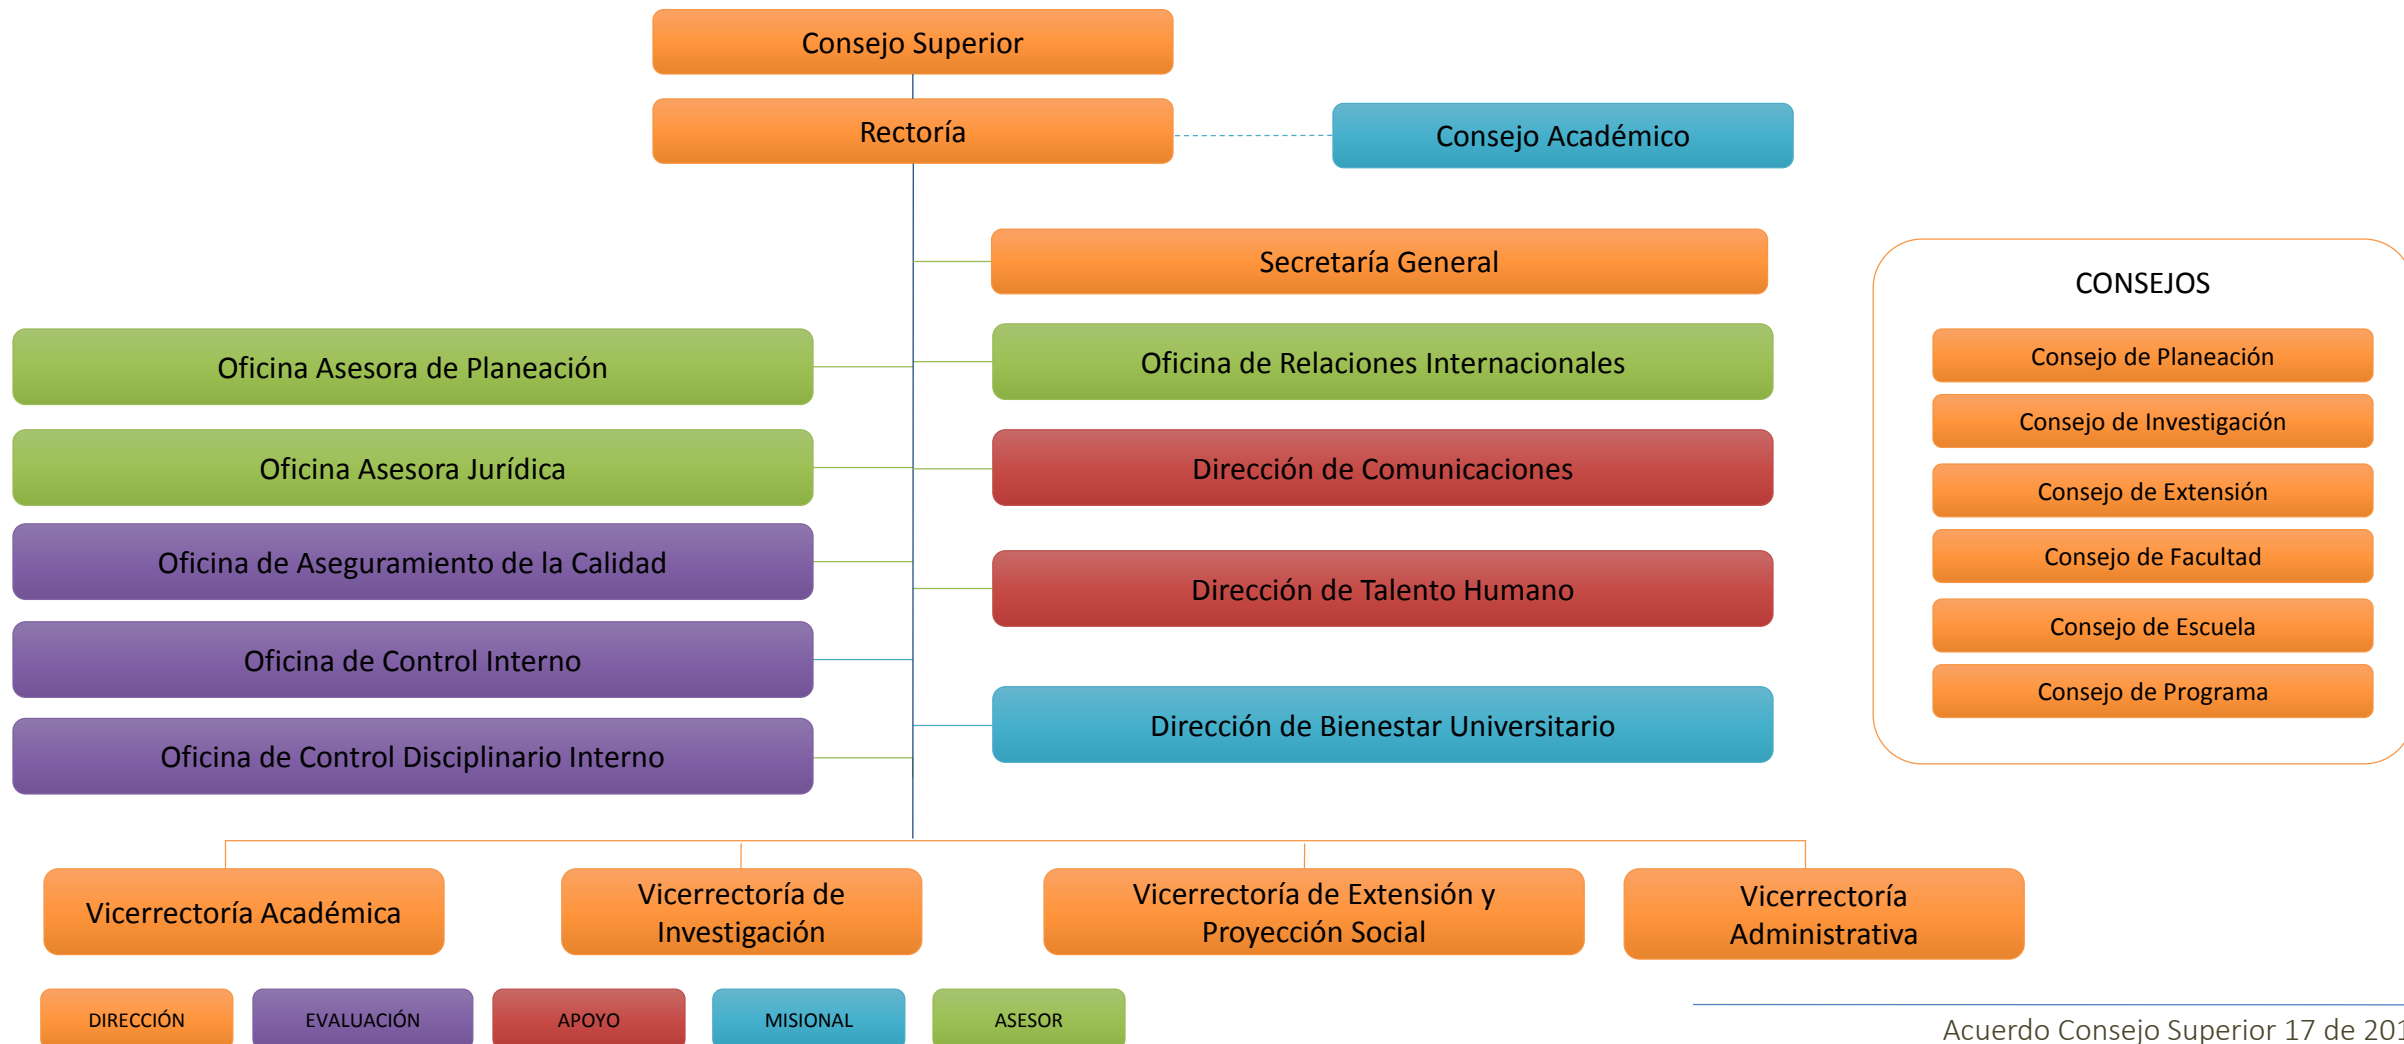 Consejo Superior
Rectoría
Consejo Académico
Secretaría General
Oficina Asesora de Planeación
Oficina de Relaciones Internacionales
Oficina Asesora Jurídica
Dirección de Comunicaciones
Oficina de Aseguramiento de la Calidad
Dirección de Talento Humano
Oficina de Control Interno
Dirección de Bienestar Universitario
Oficina de Control Disciplinario Interno
CONSEJOS
Consejo de Planeación
Consejo de Investigación
Consejo de Extensión
Consejo de Facultad
Consejo de Escuela
Consejo de Programa
Vicerrectoría Académica
Vicerrectoría de
Investigación
Vicerrectoría de Extensión y
Proyección Social
Vicerrectoría
Administrativa
DIRECCIÓN
EVALUACIÓN
APOYO
MISIONAL
ASESOR
Acuerdo Consejo Superior 17 de